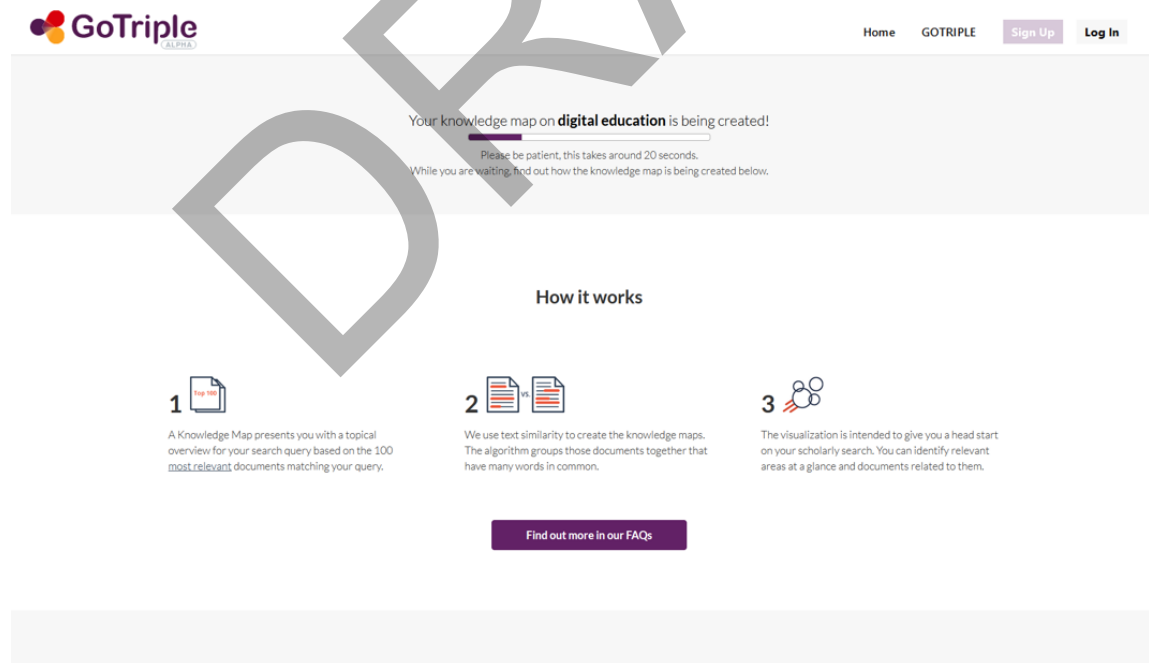 GoTriple
ALPHA
Home GOTRIPLE Sign Up Log In
Your knowledge map on digital education is being created!
Please be patient, this takes around 20 seconds.
While you are waiting, find out how the knowledge map is being created below.
How it works
1 Top 100
A Knowledge Map presents you with a topical
overview for your search query based on the 100
most relevant documents matching your query.
2 vs.
We use text similarity to create the knowledge maps.
The algorithm groups those documents together that
have many words in common.
3
The visualization is intended to give you a head start
on your scholarly search. You can identify relevant
areas at a glance and documents related to them.
Find out more in our FAQs
DR